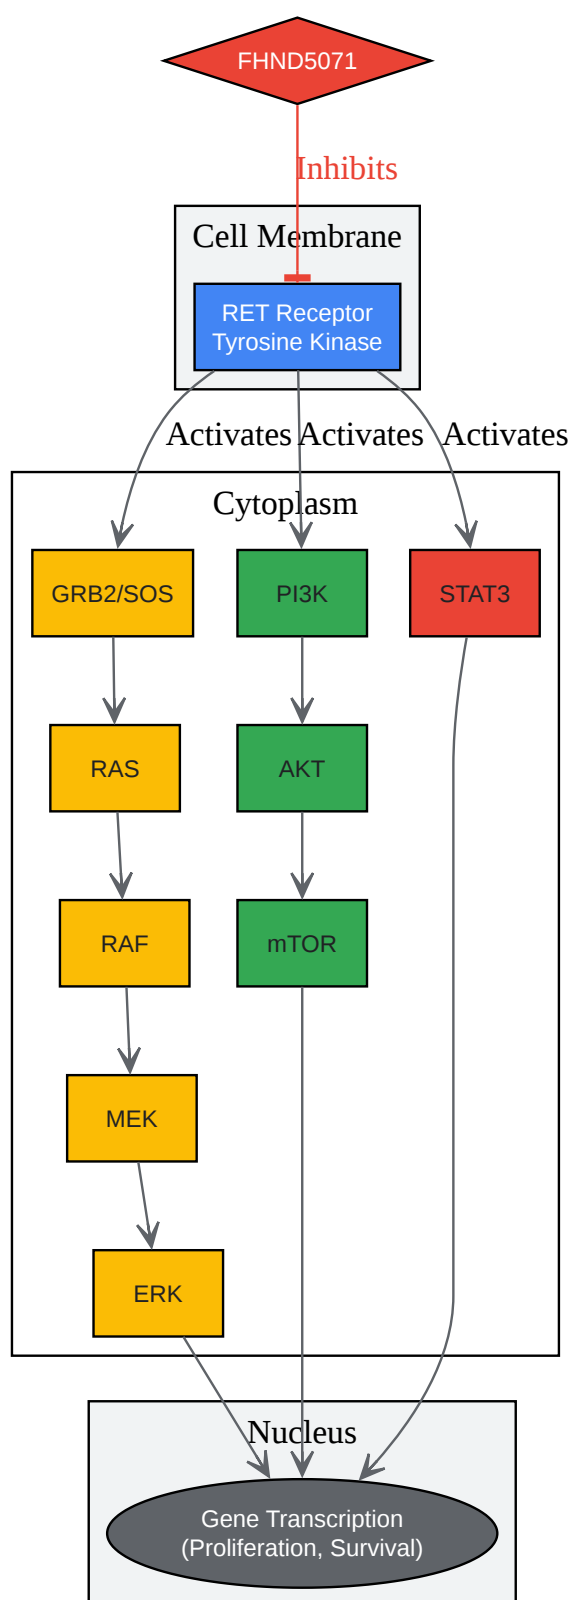 FHND5071
Inhibits
Cell Membrane
RET Receptor
Tyrosine Kinase
Activates
Activates
Activates
Cytoplasm
GRB2/SOS
PI3K
STAT3
RAS
AKT
RAF
mTOR
MEK
ERK
Nucleus
Gene Transcription
(Proliferation, Survival)